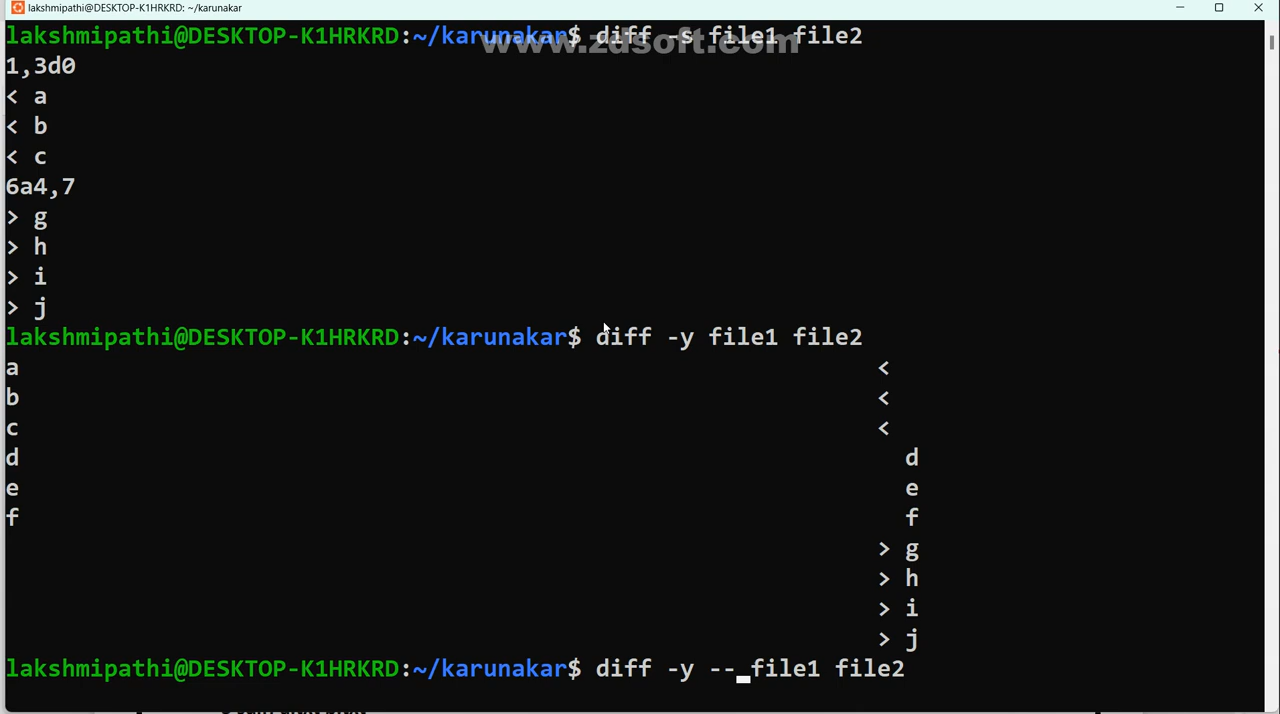 lakshmipathi@DESKTOP-K1HRKRD: ~/karunakar
lakshmipathi@DESKTOP-K1HRKRD:~/karunakar$ diff -s file1 file2
www.zdsoft.com
1,3d0
< a
< b
< c
6a4,7
> g
> h
> i
> j
lakshmipathi@DESKTOP-K1HRKRD:~/karunakar$ diff -y file1 file2
a <
b <
c <
d d
e e
f f
> g
> h
> i
> j
lakshmipathi@DESKTOP-K1HRKRD:~/karunakar$ diff -y --_file1 file2